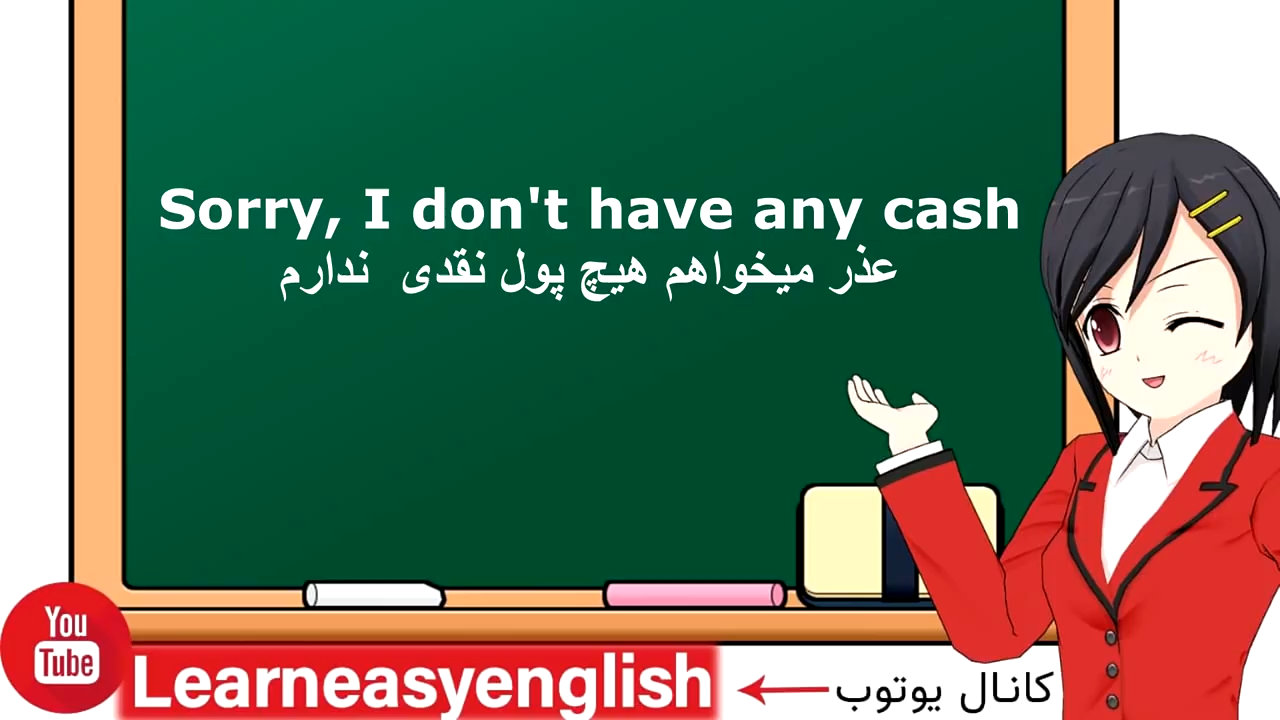 Sorry, I don't have any cash
عذر میخواهم هیچ پول نقدی ندارم
You
Tube
Learneasyenglish
کانال یوتوب